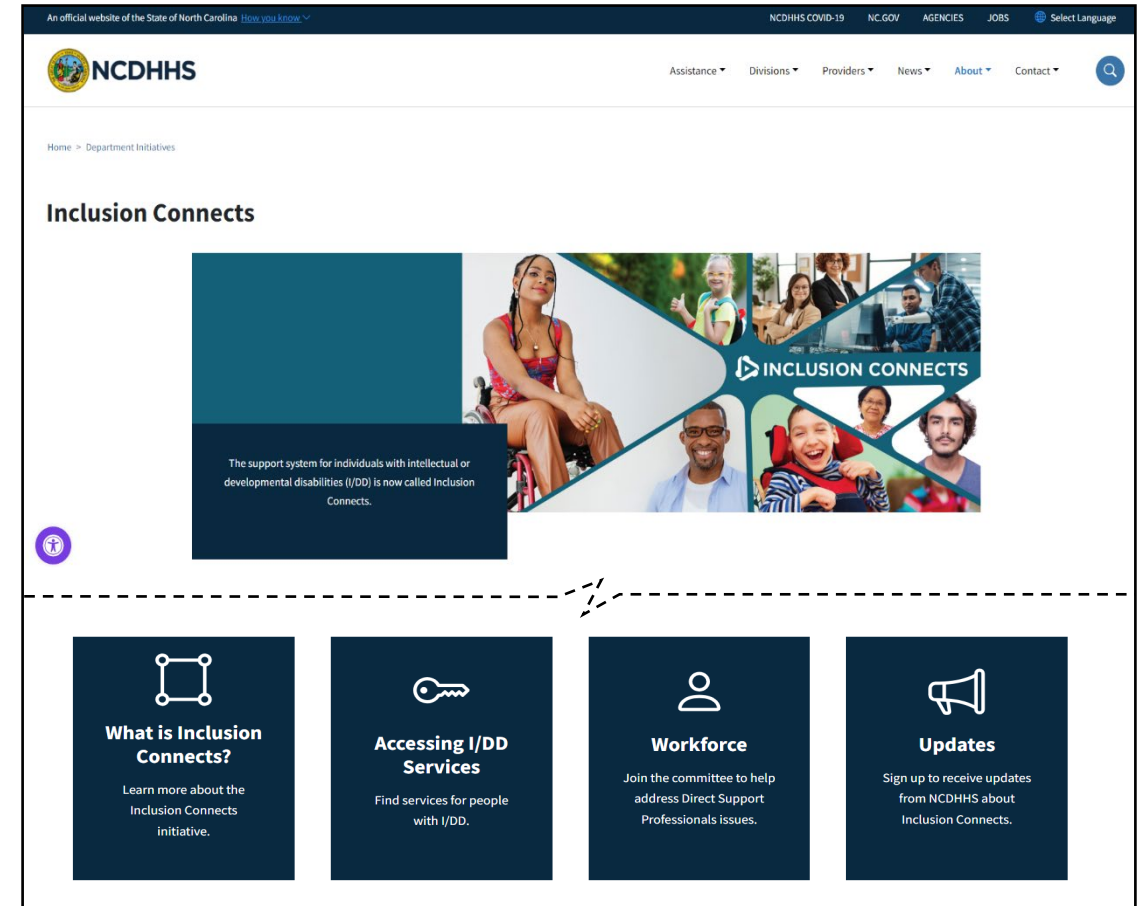 An official website of the State of North Carolina How you know
NCDHHS COVID-19 NC.GOV AGENCIES JOBS Select Language
NCDHHS
Assistance Divisions Providers News About Contact
Home > Department Initiatives
Inclusion Connects
INCLUSION CONNECTS
The support system for individuals with intellectual or
developmental disabilities (I/DD) is now called Inclusion
Connects.
What is Inclusion
Connects?
Learn more about the
Inclusion Connects
initiative.
Accessing I/DD
Services
Find services for people
with I/DD.
Workforce
Join the committee to help
address Direct Support
Professionals issues.
Updates
Sign up to receive updates
from NCDHHS about
Inclusion Connects.